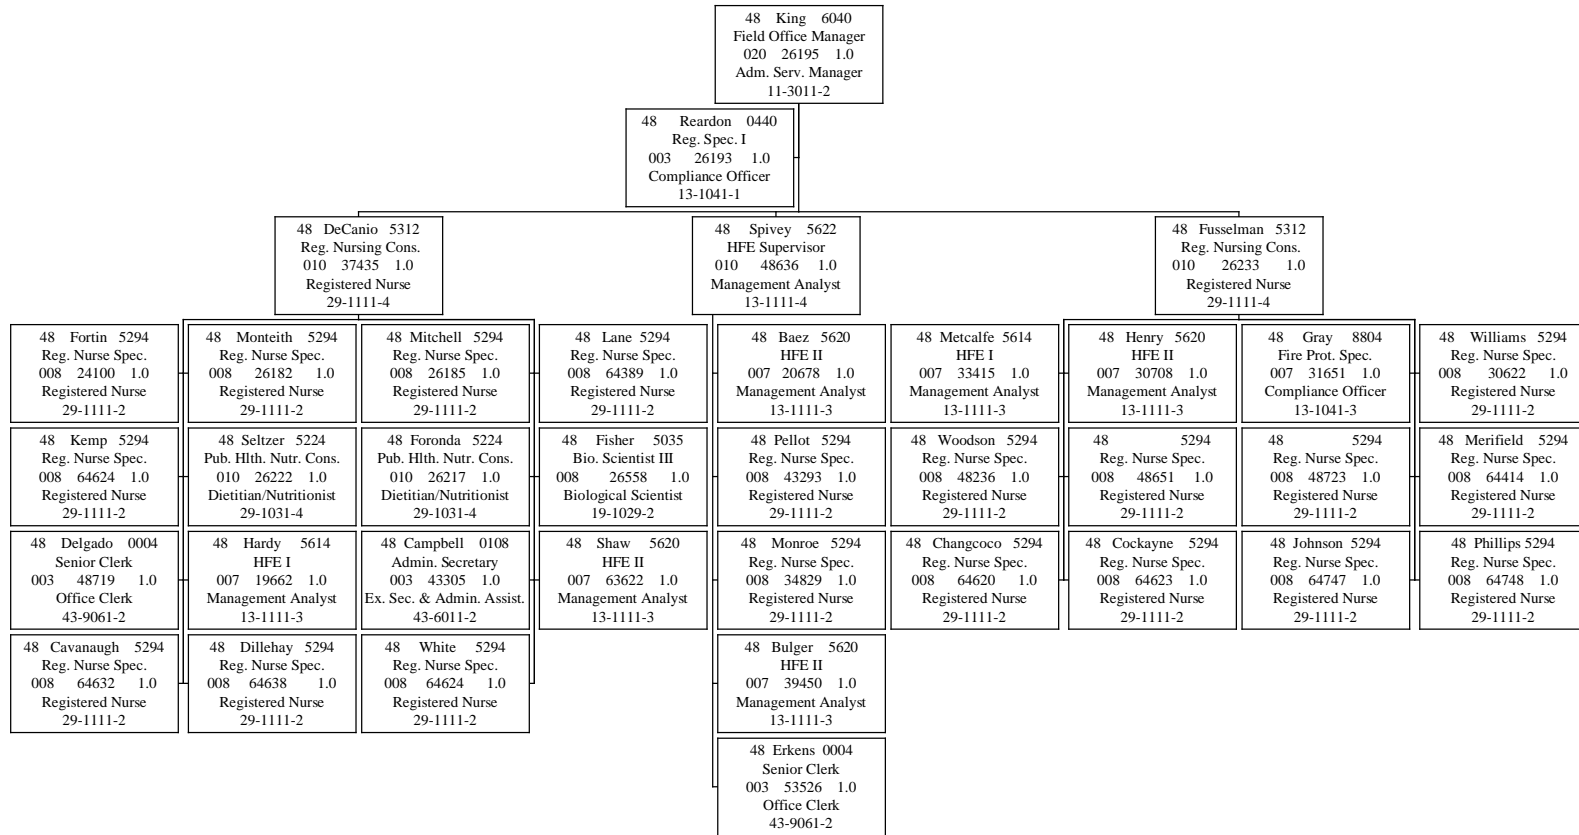 48 King 6040
Field Office Manager
020 26195 1.0
Adm. Serv. Manager
11-3011-2
48 Reardon 0440
Reg. Spec. I
003 26193 1.0
Compliance Officer
13-1041-1
48 DeCanio 5312
Reg. Nursing Cons.
010 37435 1.0
Registered Nurse
29-1111-4
48 Spivey 5622
HFE Supervisor
010 48636 1.0
Management Analyst
13-1111-4
48 Fusselman 5312
Reg. Nursing Cons.
010 26233 1.0
Registered Nurse
29-1111-4
48 Fortin 5294
Reg. Nurse Spec.
008 24100 1.0
Registered Nurse
29-1111-2
48 Monteith 5294
Reg. Nurse Spec.
008 26182 1.0
Registered Nurse
29-1111-2
48 Mitchell 5294
Reg. Nurse Spec.
008 26185 1.0
Registered Nurse
29-1111-2
48 Lane 5294
Reg. Nurse Spec.
008 64389 1.0
Registered Nurse
29-1111-2
48 Baez 5620
HFE II
007 20678 1.0
Management Analyst
13-1111-3
48 Metcalfe 5614
HFE I
007 33415 1.0
Management Analyst
13-1111-3
48 Henry 5620
HFE II
007 30708 1.0
Management Analyst
13-1111-3
48 Gray 8804
Fire Prot. Spec.
007 31651 1.0
Compliance Officer
13-1041-3
48 Williams 5294
Reg. Nurse Spec.
008 30622 1.0
Registered Nurse
29-1111-2
48 Kemp 5294
Reg. Nurse Spec.
008 64624 1.0
Registered Nurse
29-1111-2
48 Seltzer 5224
Pub. Hlth. Nutr. Cons.
010 26222 1.0
Dietitian/Nutritionist
29-1031-4
48 Foronda 5224
Pub. Hlth. Nutr. Cons.
010 26217 1.0
Dietitian/Nutritionist
29-1031-4
48 Fisher 5035
Bio. Scientist III
008 26558 1.0
Biological Scientist
19-1029-2
48 Pellot 5294
Reg. Nurse Spec.
008 43293 1.0
Registered Nurse
29-1111-2
48 Woodson 5294
Reg. Nurse Spec.
008 48236 1.0
Registered Nurse
29-1111-2
48 5294
Reg. Nurse Spec.
008 48651 1.0
Registered Nurse
29-1111-2
48 5294
Reg. Nurse Spec.
008 48723 1.0
Registered Nurse
29-1111-2
48 Merifield 5294
Reg. Nurse Spec.
008 64414 1.0
Registered Nurse
29-1111-2
48 Delgado 0004
Senior Clerk
003 48719 1.0
Office Clerk
43-9061-2
48 Hardy 5614
HFE I
007 19662 1.0
Management Analyst
13-1111-3
48 Campbell 0108
Admin. Secretary
003 43305 1.0
Ex. Sec. & Admin. Assist.
43-6011-2
48 Shaw 5620
HFE II
007 63622 1.0
Management Analyst
13-1111-3
48 Monroe 5294
Reg. Nurse Spec.
008 34829 1.0
Registered Nurse
29-1111-2
48 Changcoco 5294
Reg. Nurse Spec.
008 64620 1.0
Registered Nurse
29-1111-2
48 Cockayne 5294
Reg. Nurse Spec.
008 64623 1.0
Registered Nurse
29-1111-2
48 Johnson 5294
Reg. Nurse Spec.
008 64747 1.0
Registered Nurse
29-1111-2
48 Phillips 5294
Reg. Nurse Spec.
008 64748 1.0
Registered Nurse
29-1111-2
48 Cavanaugh 5294
Reg. Nurse Spec.
008 64632 1.0
Registered Nurse
29-1111-2
48 Dillehay 5294
Reg. Nurse Spec.
008 64638 1.0
Registered Nurse
29-1111-2
48 White 5294
Reg. Nurse Spec.
008 64624 1.0
Registered Nurse
29-1111-2
48 Bulger 5620
HFE II
007 39450 1.0
Management Analyst
13-1111-3
48 Erkens 0004
Senior Clerk
003 53526 1.0
Office Clerk
43-9061-2